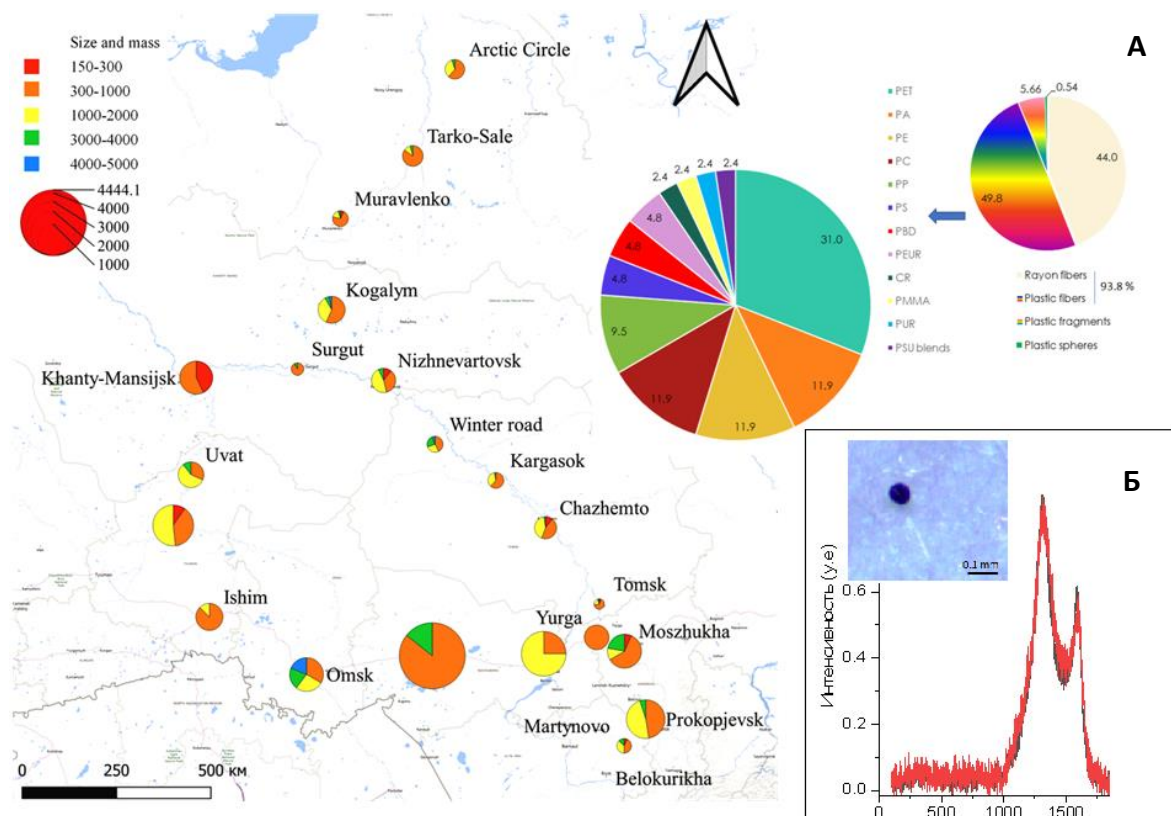 Size and mass
150-300
300-1000
1000-2000
3000-4000
4000-5000
4444.1
4000
3000
2000
1000
Arctic Circle
Tarko-Sale
Muravlenko
Kogalym
Surgut
Khanty-Mansijsk
Nizhnevartovsk
Winter road
Uvat
Kargasok
Chazhemto
Tomsk
Ishim
Yurga
Moszhukha
Omsk
Martynovo
Prokopjevsk
Belokurikha
0 250 500 км
А
2.4
2.4
2.4
2.4
4.8
4.8
4.8
9.5
11.9
11.9
11.9
31.0
PET
PA
PE
PC
PP
PS
PBD
PEUR
CR
PMMA
PUR
PSU blends
5.66
0.54
44.0
49.8
Rayon fibers
Plastic fibers
93.8 %
Plastic fragments
Plastic spheres
Б
0.1 mm
Интенсивность (у.е)
0.6
0.4
0.2
0.0
0 500 1000 1500